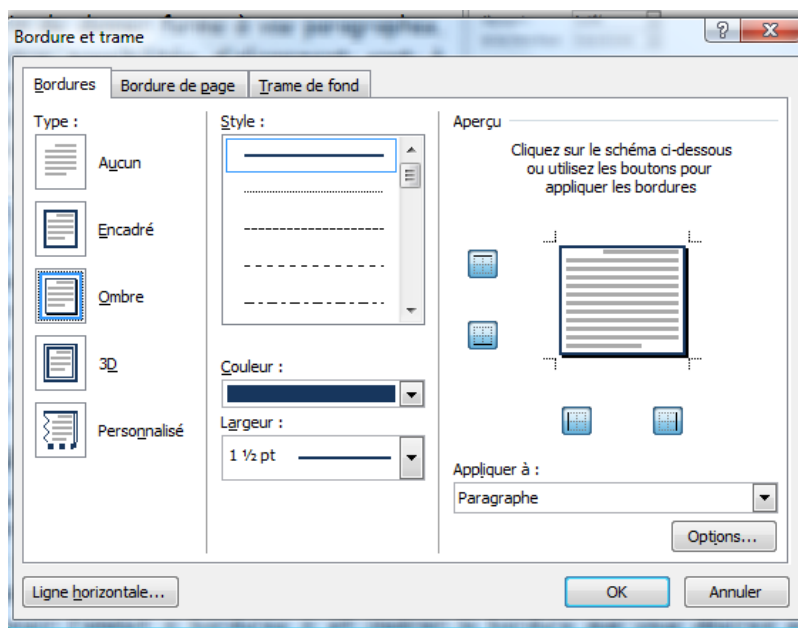 Bordure et trame
Bordures
Bordure de page
Trame de fond
Type :
Aucun
Encadré
Ombre
3D
Personnalisé
Style :
Couleur :
Largeur :
1 ½ pt
Aperçu
Cliquez sur le schéma ci-dessous
ou utilisez les boutons pour
appliquer les bordures
Appliquer à :
Paragraphe
Options...
Ligne horizontale...
OK
Annuler